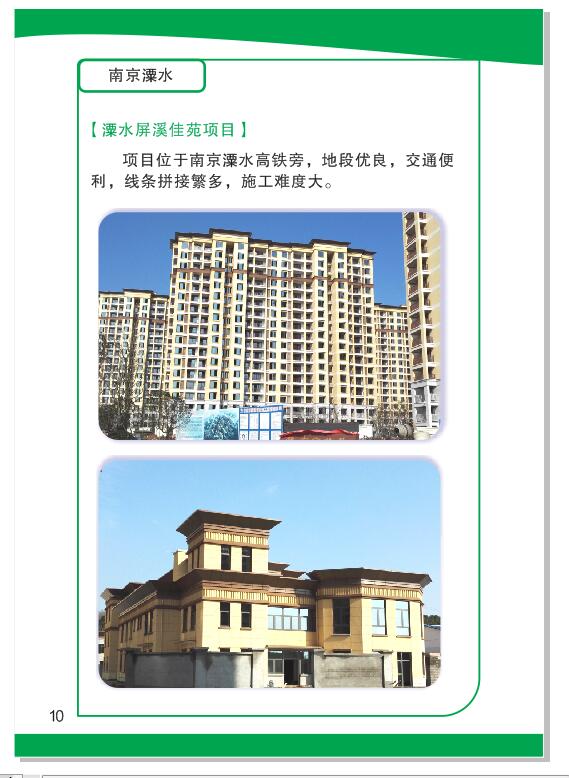 南京溧水
【溧水屏溪佳苑项目】
项目位于南京溧水高铁旁，地段优良，交通便
利，线条拼接繁多，施工难度大。
10